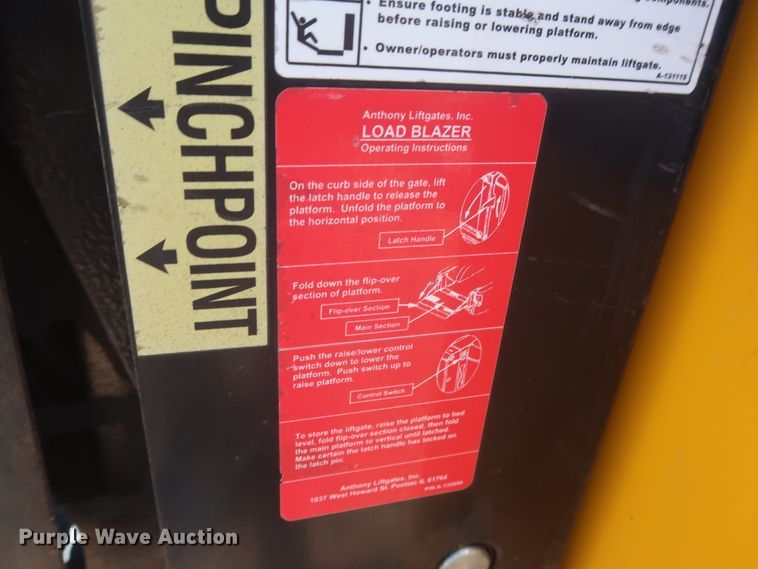 • Ensure footing is stable and stand away from edge
before raising or lowering platform.
• Owner/operators must properly maintain liftgate.
A-131115
PINCHPOINT
Anthony Liftgates, Inc.
LOAD BLAZER
Operating Instructions
On the curb side of the gate, lift
the latch handle to release the
platform. Unfold the platform to
the horizontal position.
Latch Handle
Fold down the flip-over
section of platform.
Flip-over Section
Main Section
Push the raise/lower control
switch down to lower the
platform. Push switch up to
raise platform.
Control Switch
To store the liftgate, raise the platform to bed
level, fold flip-over section closed, then fold
the main platform to vertical until latched.
Make certain the latch handle has locked on
the latch pin.
Anthony Liftgates, Inc.
1037 West Howard St. Pontiac IL 61764
P/N
Purple Wave Auction